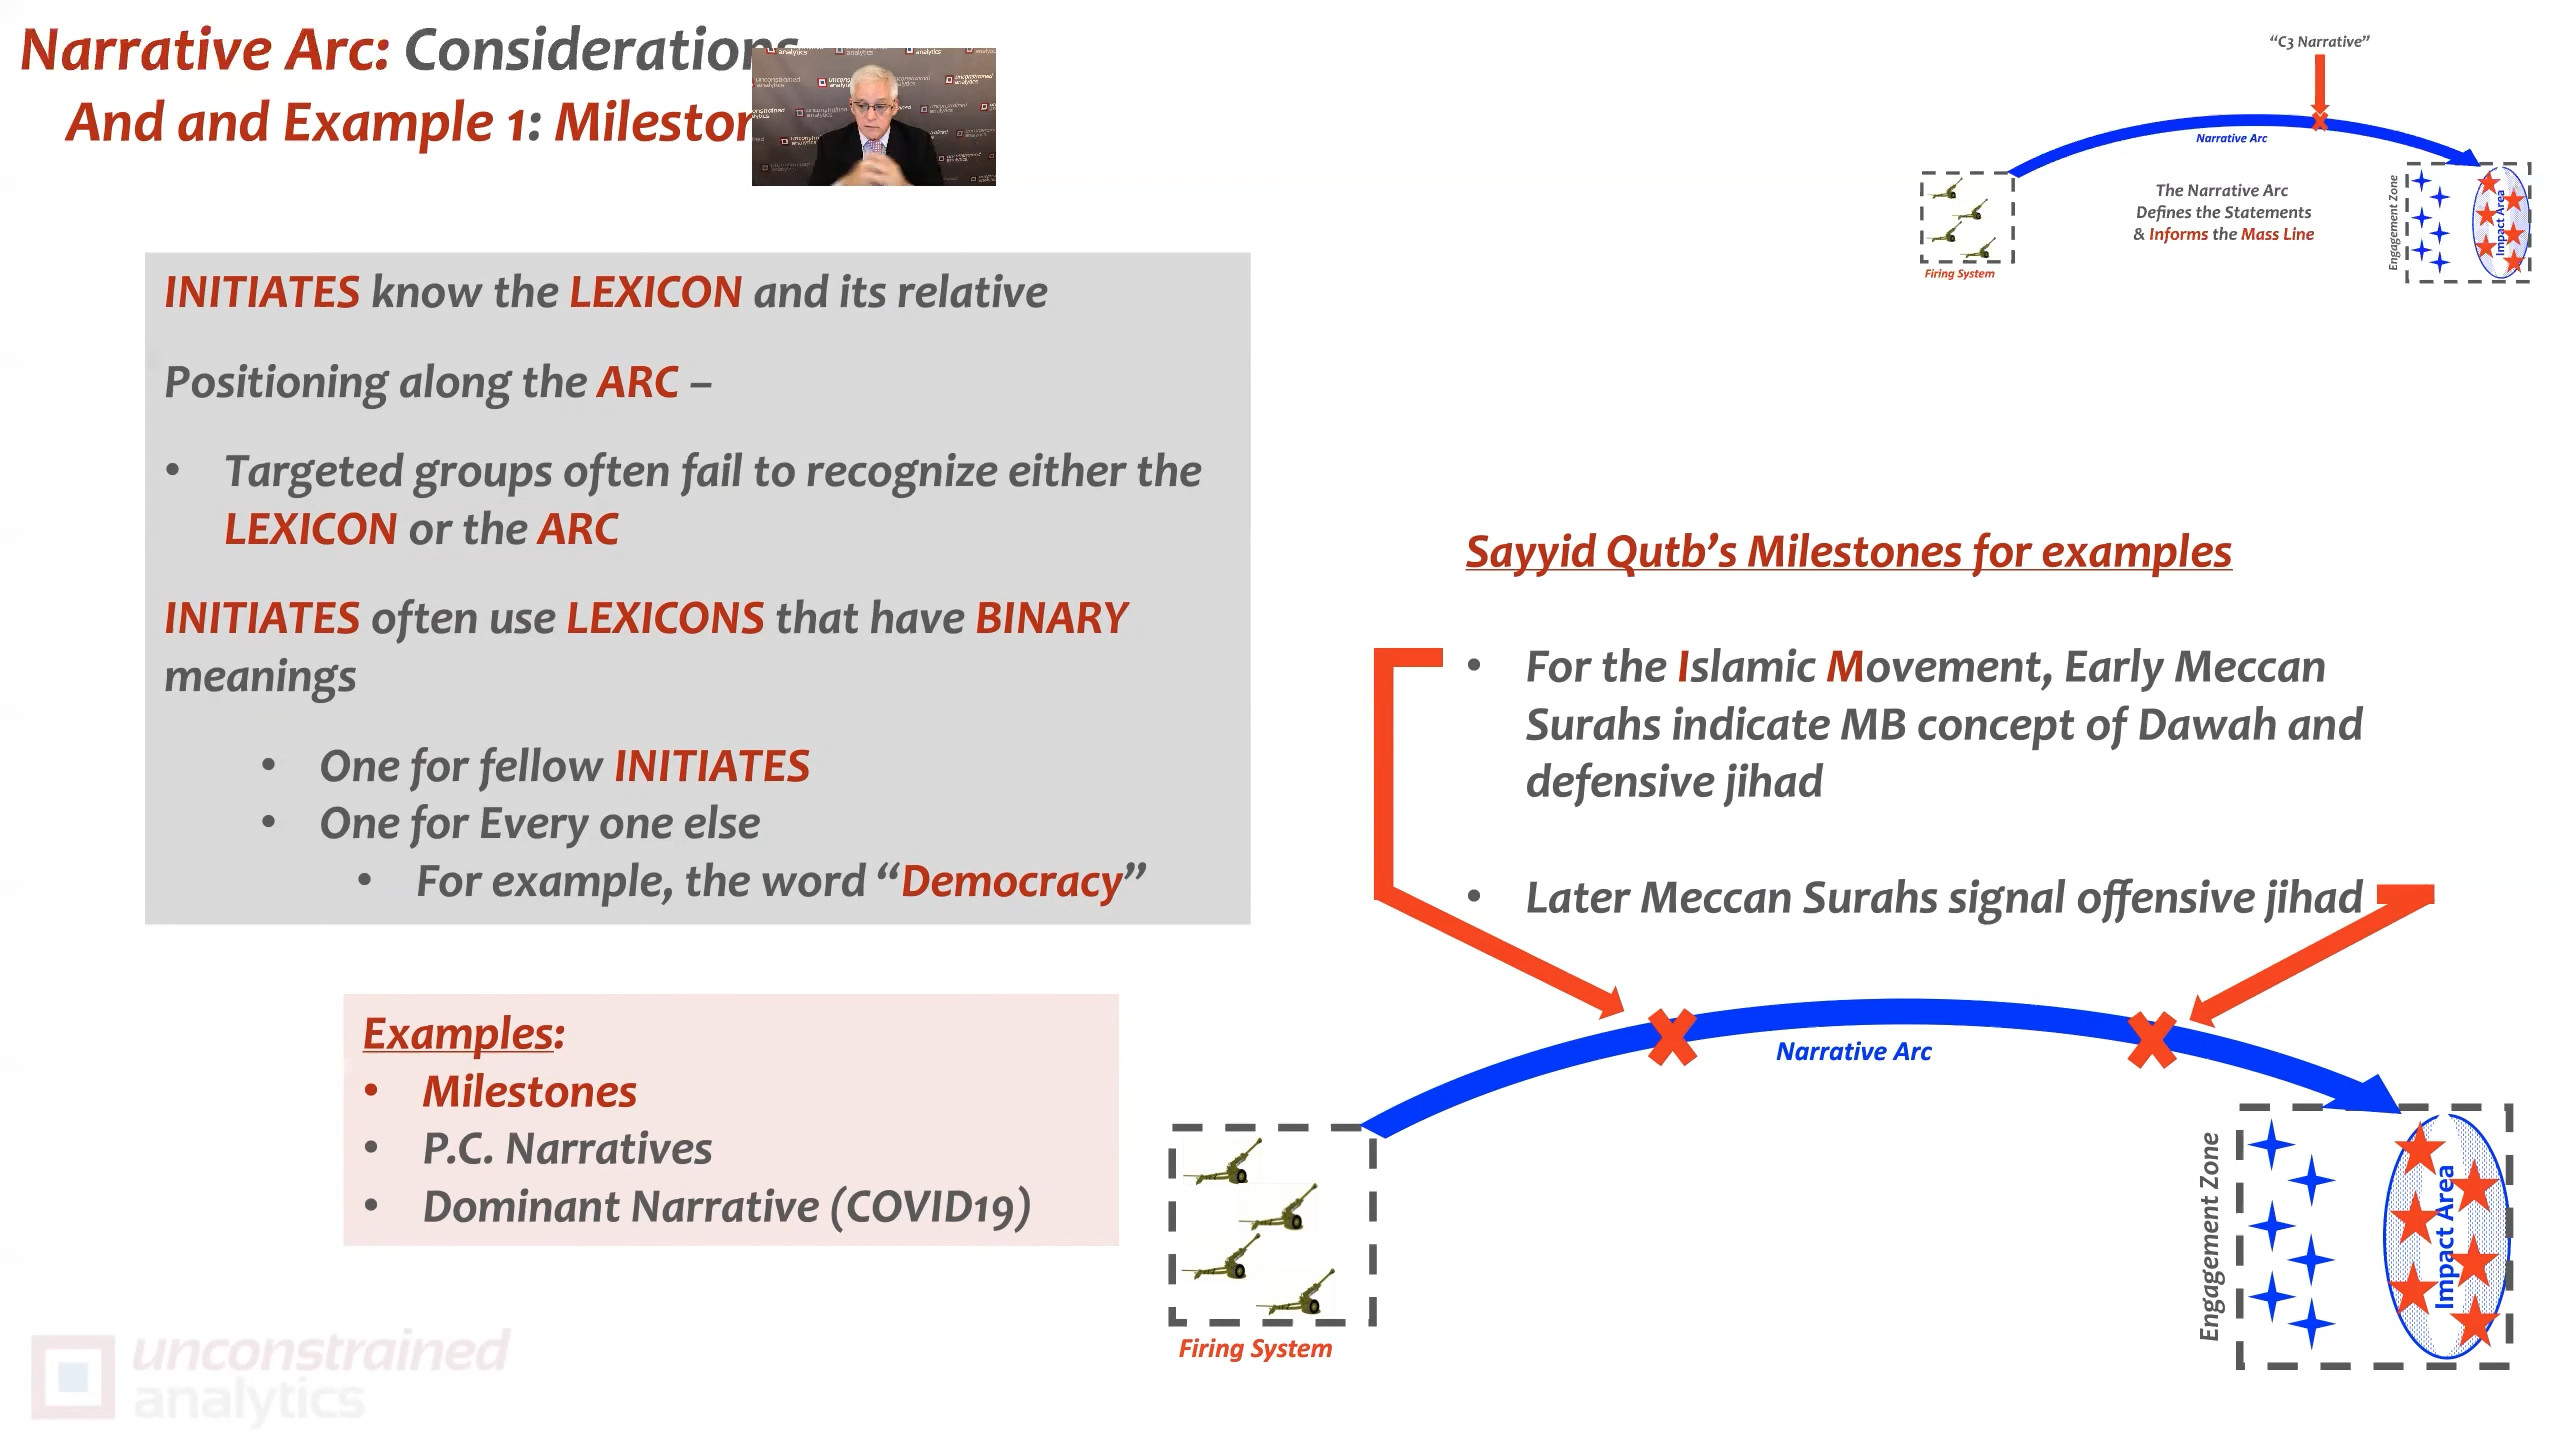 Narrative Arc: Considerations
And and Example 1: Mileston
"C3 Narrative"
Narrative Arc
The Narrative Arc
Defines the Statements
& Informs the Mass Line
Firing System
Engagement Zone
Impact Area
INITIATES know the LEXICON and its relative
Positioning along the ARC –
• Targeted groups often fail to recognize either the
LEXICON or the ARC
INITIATES often use LEXICONS that have BINARY
meanings
• One for fellow INITIATES
• One for Every one else
• For example, the word “Democracy”
Examples:
• Milestones
• P.C. Narratives
• Dominant Narrative (COVID19)
Sayyid Qutb’s Milestones for examples
• For the Islamic Movement, Early Meccan
Surahs indicate MB concept of Dawah and
defensive jihad
• Later Meccan Surahs signal offensive jihad
Narrative Arc
Firing System
Engagement Zone
Impact Area
unconstrained
analytics